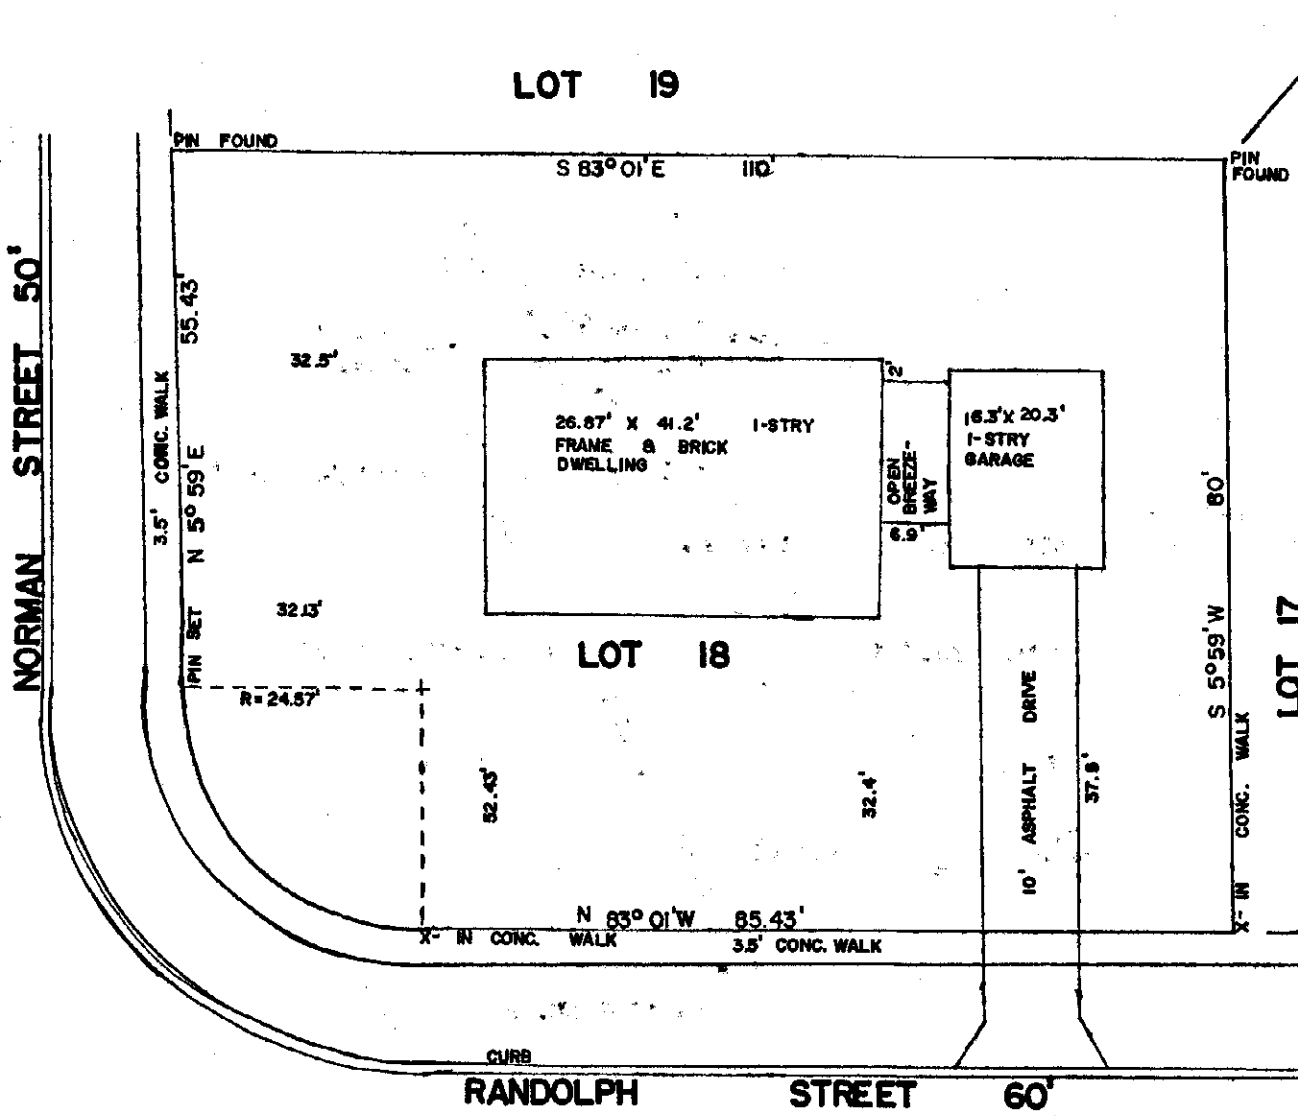 LOT 19
PIN FOUND
S 83° 01' E 110'
PIN
FOUND
NORMAN STREET 50'
3.5' CONC. WALK
55.43'
N 5° 59' E
PIN SET
32.5'
26.87' X 41.2' 1-STRY
FRAME & BRICK
DWELLING
2'
OPEN
BREEZE-
WAY
6.9'
16.3' X 20.3'
1-STRY
GARAGE
S 5° 59' W 80'
LOT 17
32.13'
LOT 18
R = 24.57'
52.43'
32.4'
10' ASPHALT DRIVE
X- IN CONC. WALK
N 83° 01' W 85.43'
X- IN CONC. WALK
3.5' CONC. WALK
CURB
RANDOLPH STREET 60'